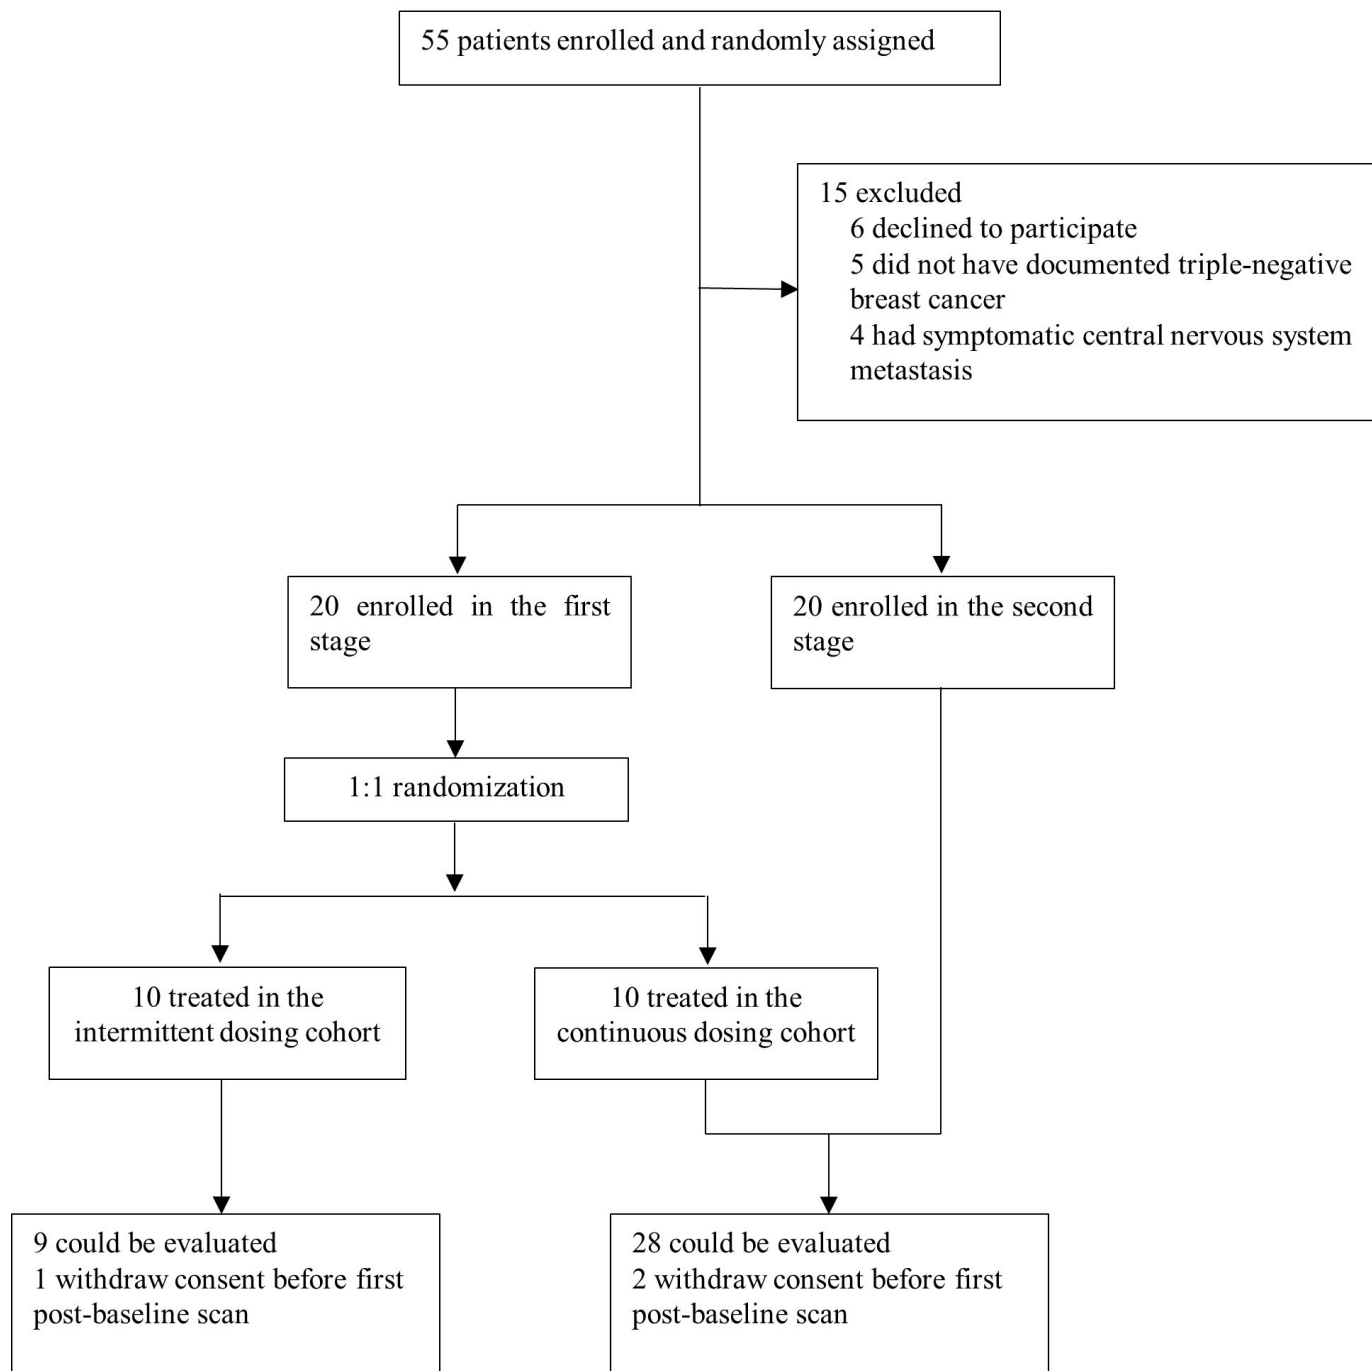 55 patients enrolled and randomly assigned
15 excluded
6 declined to participate
5 did not have documented triple-negative
breast cancer
4 had symptomatic central nervous system
metastasis
20 enrolled in the first
stage
20 enrolled in the second
stage
1:1 randomization
10 treated in the
intermittent dosing cohort
10 treated in the
continuous dosing cohort
9 could be evaluated
1 withdraw consent before first
post-baseline scan
28 could be evaluated
2 withdraw consent before first
post-baseline scan